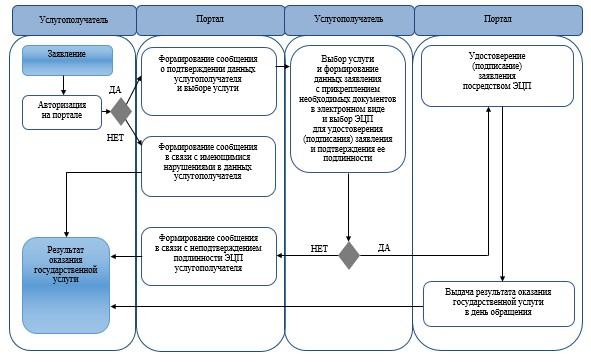 Услугополучатель
Портал
Услугополучатель
Портал
Заявление
Авторизация
на портале
ДА
НЕТ
Формирование сообщения
о подтверждении данных
услугополучателя
и выборе услуги
Формирование сообщения
в связи с имеющимися
нарушениями в данных
услугополучателя
Выбор услуги
и формирование
данных заявления
с прикреплением
необходимых документов
в электронном виде
и выбор ЭЦП
для удостоверения
(подписания) заявления
и подтверждения ее
подлинности
Удостоверение
(подписание)
заявления
посредством ЭЦП
Результат
оказания
государственной
услуги
Формирование сообщения
в связи с неподтверждением
подлинности ЭЦП
услугополучателя
НЕТ
ДА
Выдача результата оказания
государственной услуги
в день обращения